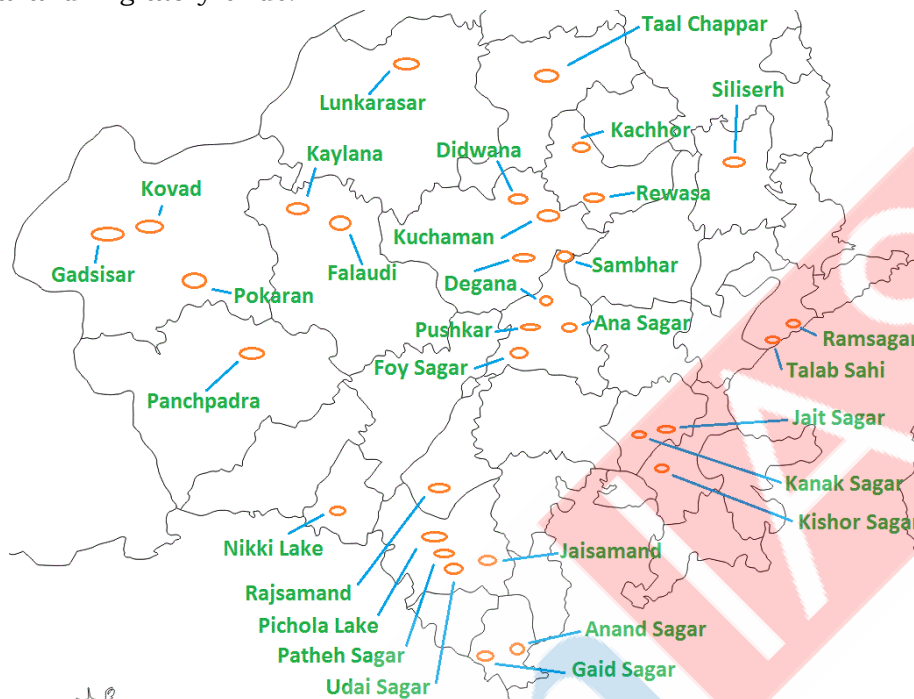 Taal Chappar
Lunkarasar
Siliserh
Kachhor
Didwana
Kaylana
Kovad
Rewasa
Kuchaman
Falaudi
Gadsisar
Sambhar
Degana
Pokaran
Pushkar
Ana Sagar
Ramsagar
Foy Sagar
Talab Sahi
Panchpadra
Jait Sagar
Kanak Sagar
Kishor Sagar
Nikki Lake
Jaisamand
Rajsamand
Pichola Lake
Anand Sagar
Patheh Sagar
Gaid Sagar
Udai Sagar